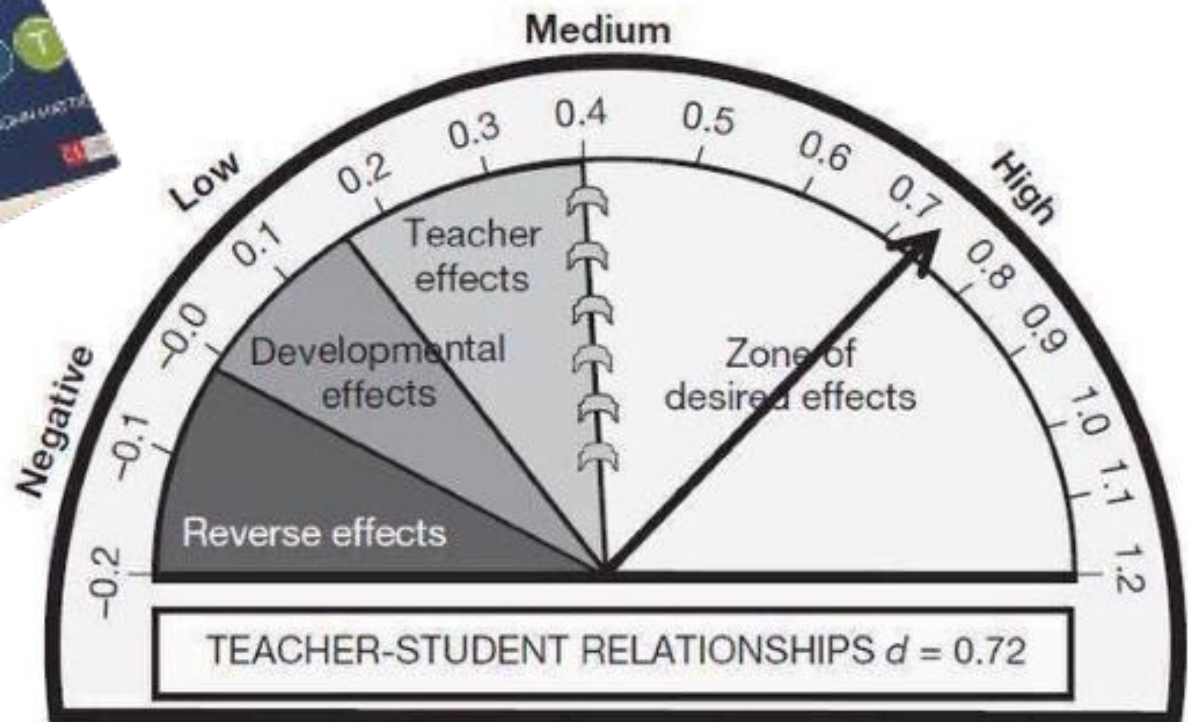 T
Medium
Low
High
Negative
-0.2
-0.1
-0.0
0.1
0.2
0.3
0.4
0.5
0.6
0.7
0.8
0.9
1.0
1.1
1.2
Teacher
effects
Developmental
effects
Reverse effects
Zone of
desired effects
TEACHER-STUDENT RELATIONSHIPS d = 0.72